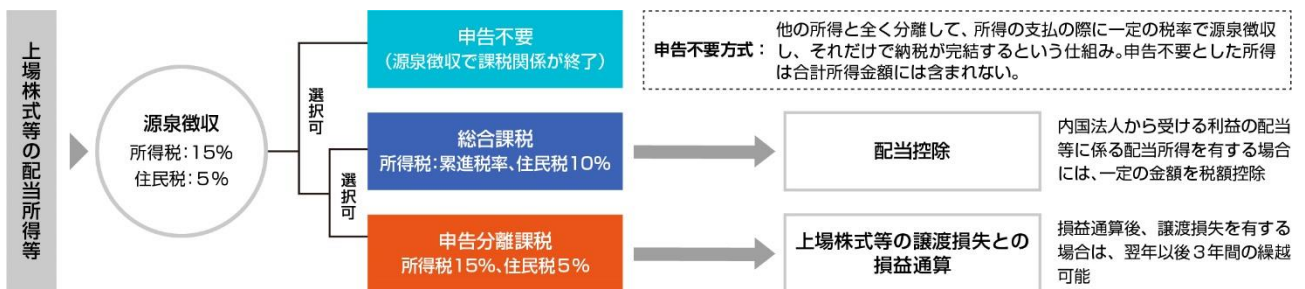 上場株式等の配当所得等
源泉徴収
所得税：15％
住民税：5％
選択可
選択可
申告不要
（源泉徴収で課税関係が終了）
申告不要方式：
他の所得と全く分離して、所得の支払の際に一定の税率で源泉徴収
し、それだけで納税が完結するという仕組み。申告不要とした所得
は合計所得金額には含まれない。
総合課税
所得税：累進税率、住民税10％
配当控除
内国法人から受ける利益の配当
等に係る配当所得を有する場合
には、一定の金額を税額控除
申告分離課税
所得税15％、住民税5％
上場株式等の譲渡損失との
損益通算
損益通算後、譲渡損失を有する
場合は、翌年以後3年間の繰越
可能